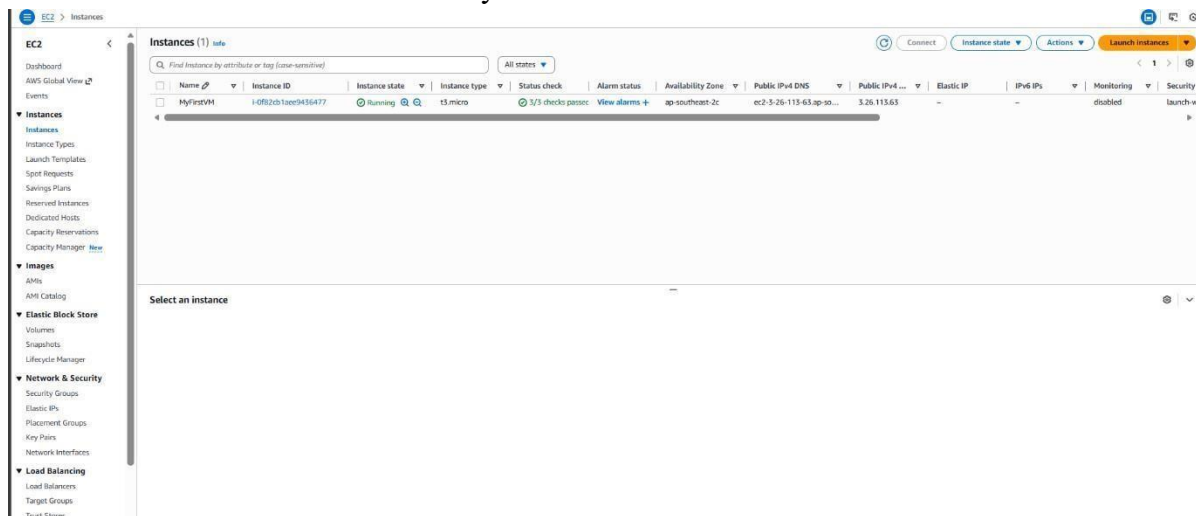 EC2 > Instances
EC2
Dashboard
AWS Global View
Events
Instances
Instances
Instance Types
Launch Templates
Spot Requests
Savings Plans
Reserved Instances
Dedicated Hosts
Capacity Reservations
Capacity Manager New
Images
AMIs
AMI Catalog
Elastic Block Store
Volumes
Snapshots
Lifecycle Manager
Network & Security
Security Groups
Elastic IPs
Placement Groups
Key Pairs
Network Interfaces
Load Balancing
Load Balancers
Target Groups
Trust Stores
Instances (1) Info
Connect Instance state Actions Launch instances
Find Instance by attribute or tag (case-sensitive) All states
1
Name Instance ID Instance state Instance type Status check Alarm status Availability Zone Public IPv4 DNS Public IPv4 ... Elastic IP IPv6 IPs Monitoring Security
MyFirstVM i-0f82cb1aee9436477 Running t3.micro 3/3 checks passec View alarms + ap-southeast-2c ec2-3-26-113-63.ap-so... 3.26.113.63 – – disabled launch-w
Select an instance